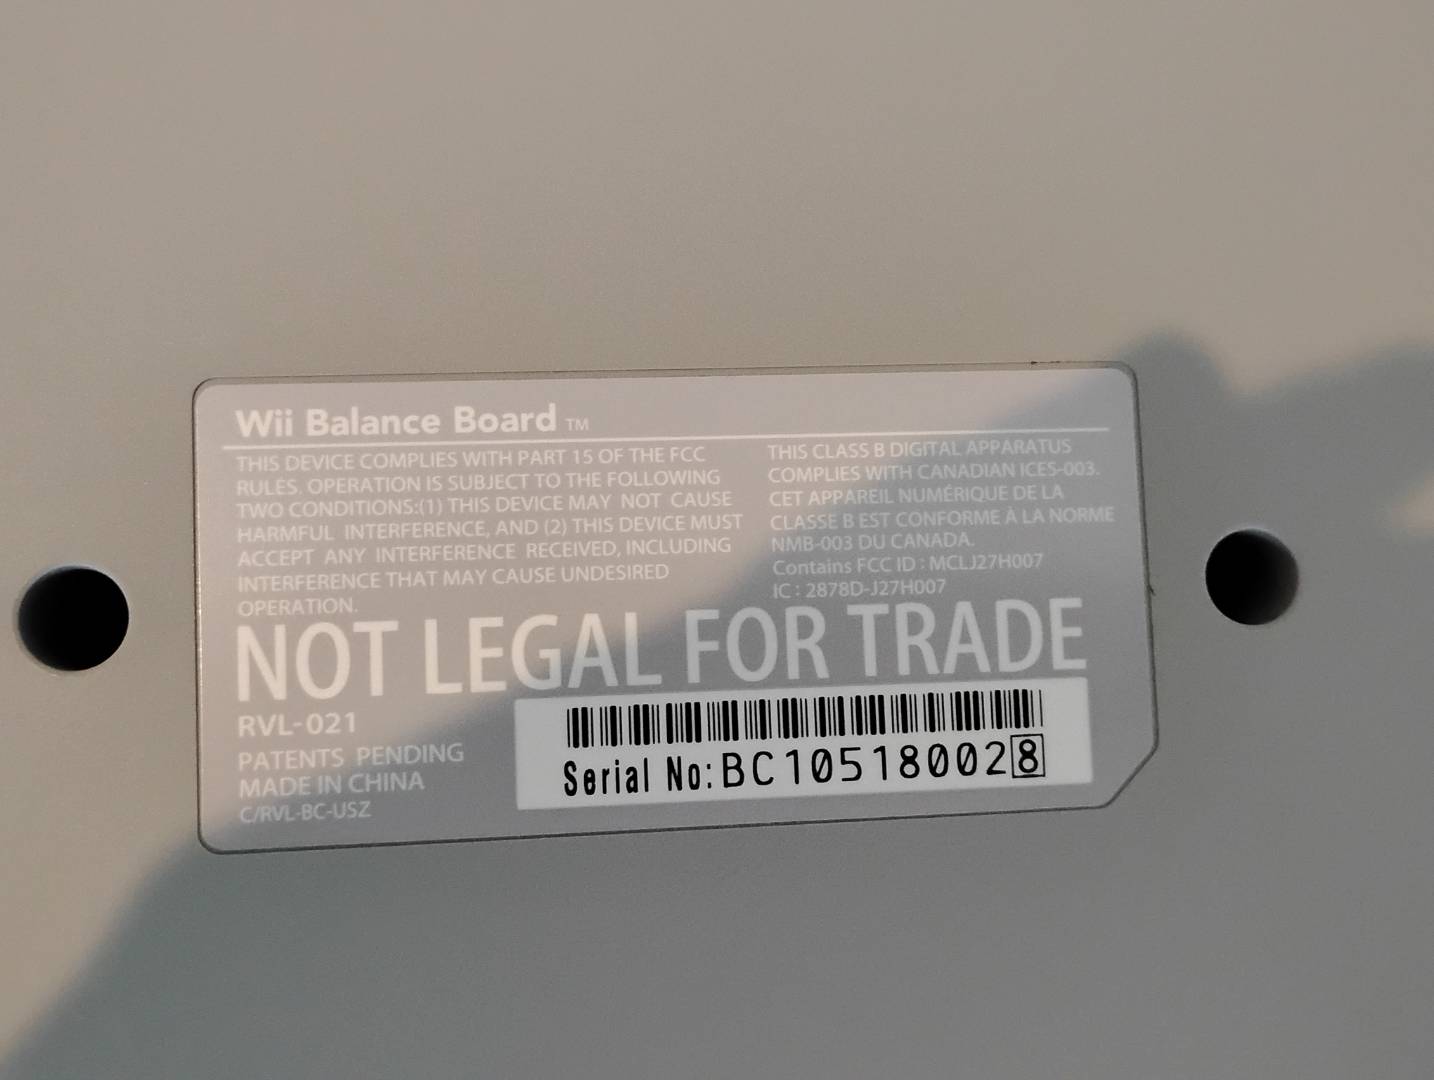 Wii Balance Board ™
THIS DEVICE COMPLIES WITH PART 15 OF THE FCC
RULES. OPERATION IS SUBJECT TO THE FOLLOWING
TWO CONDITIONS:(1) THIS DEVICE MAY NOT CAUSE
HARMFUL INTERFERENCE, AND (2) THIS DEVICE MUST
ACCEPT ANY INTERFERENCE RECEIVED, INCLUDING
INTERFERENCE THAT MAY CAUSE UNDESIRED
OPERATION.
THIS CLASS B DIGITAL APPARATUS
COMPLIES WITH CANADIAN ICES-003.
CET APPAREIL NUMÉRIQUE DE LA
CLASSE B EST CONFORME À LA NORME
NMB-003 DU CANADA.
Contains FCC ID : MCLJ27H007
IC : 2878D-J27H007
NOT LEGAL FOR TRADE
RVL-021
PATENTS PENDING
MADE IN CHINA
C/RVL-BC-USZ
Serial No:BC105180028